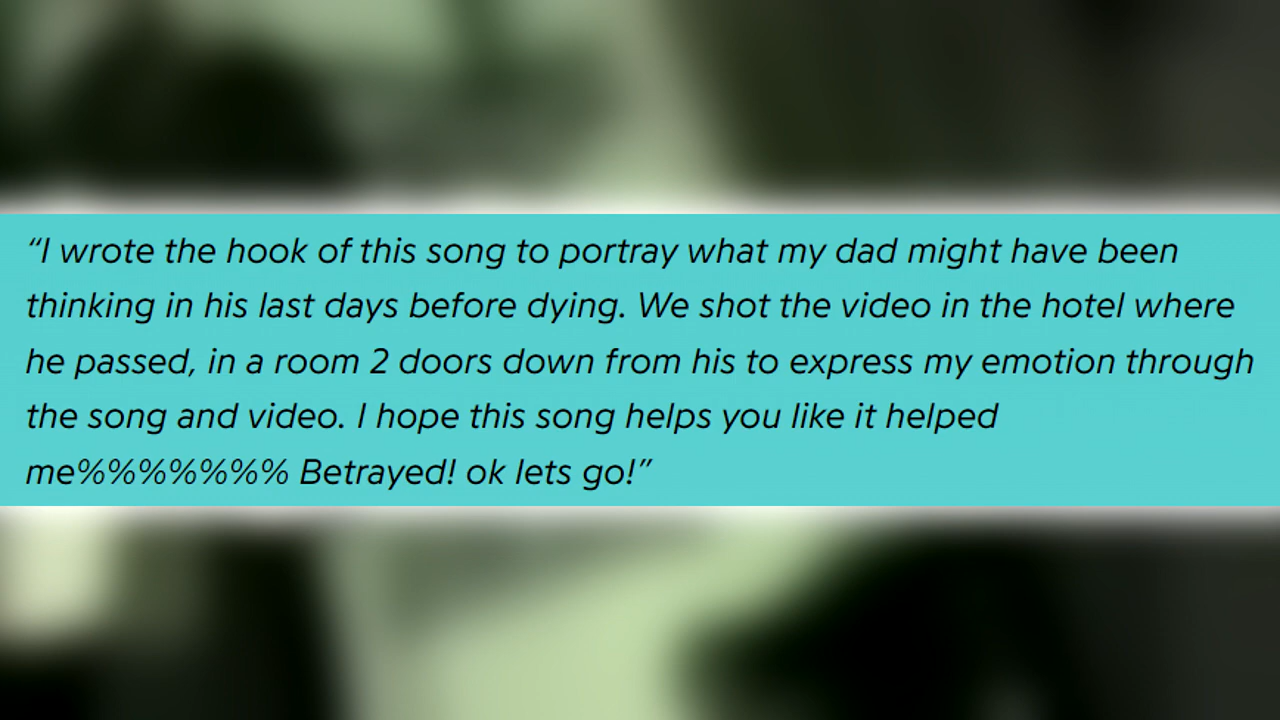 “I wrote the hook of this song to portray what my dad might have been
thinking in his last days before dying. We shot the video in the hotel where
he passed, in a room 2 doors down from his to express my emotion through
the song and video. I hope this song helps you like it helped
me%%%%%%% Betrayed! ok lets go!”